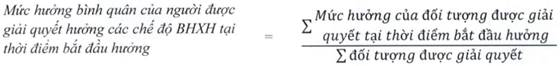 Mức hưởng bình quân của người được
giải quyết hưởng các chế độ BHXH tại
thời điểm bắt đầu hưởng
=
∑ Mức hưởng của đối tượng được giải
quyết tại thời điểm bắt đầu hưởng
∑ đối tượng được giải quyết